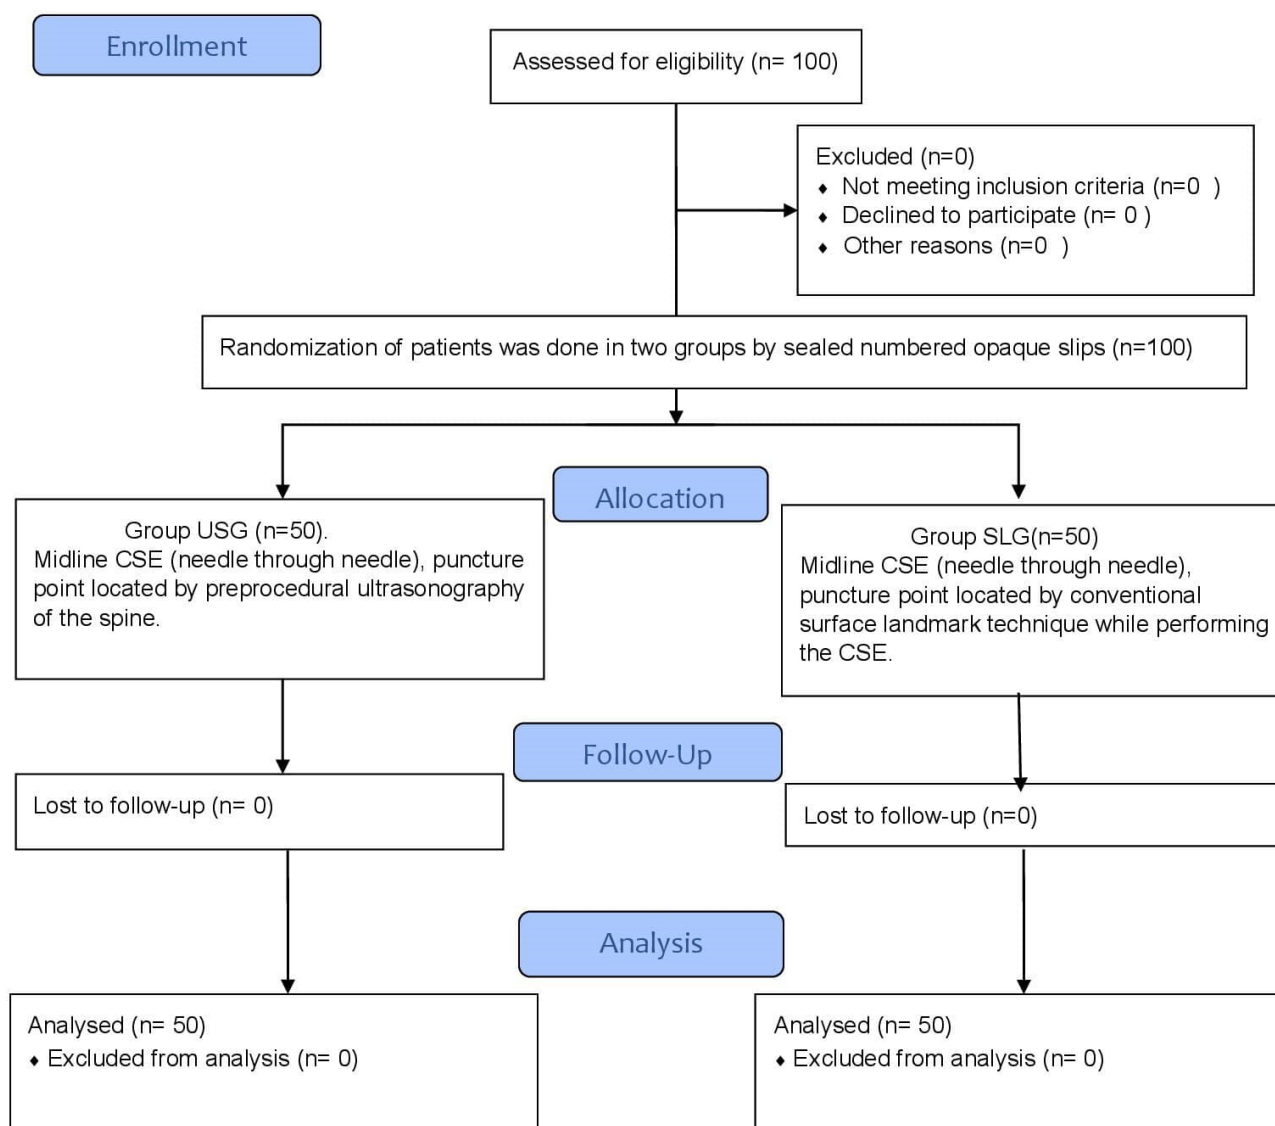 Enrollment
Assessed for eligibility (n= 100)
Excluded (n=0)
♦ Not meeting inclusion criteria (n=0  )
♦ Declined to participate (n= 0 )
♦ Other reasons (n=0  )
Randomization of patients was done in two groups by sealed numbered opaque slips (n=100)
Allocation
Group USG (n=50).
Midline CSE (needle through needle), puncture
point located by preprocedural ultrasonography
of the spine.
Group SLG(n=50)
Midline CSE (needle through needle),
puncture point located by conventional
surface landmark technique while performing
the CSE.
Follow-Up
Lost to follow-up (n= 0)
Lost to follow-up (n=0)
Analysis
Analysed (n= 50)
♦ Excluded from analysis (n= 0)
Analysed (n= 50)
♦ Excluded from analysis (n= 0)